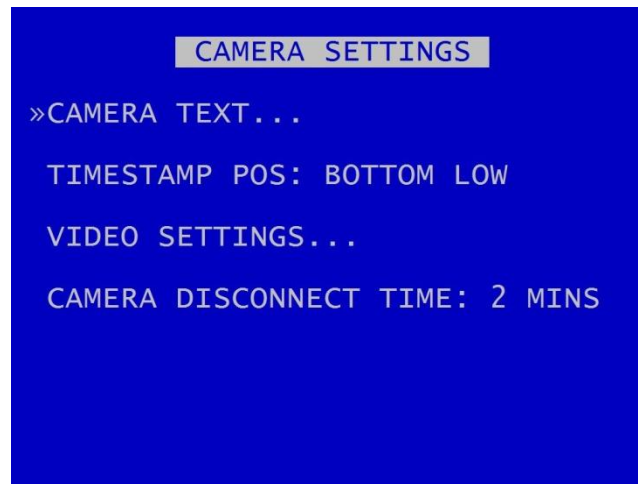 CAMERA SETTINGS
»CAMERA TEXT...
TIMESTAMP POS: BOTTOM LOW
VIDEO SETTINGS...
CAMERA DISCONNECT TIME: 2 MINS